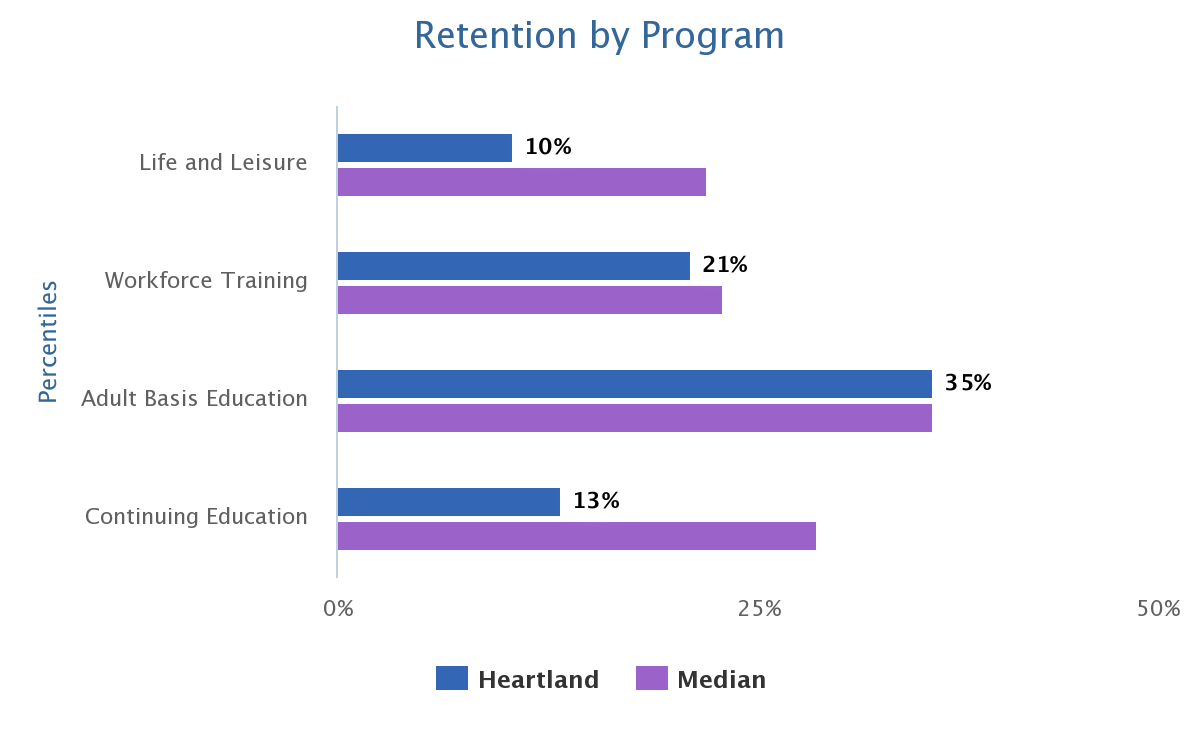 Retention by Program
Percentiles
Life and Leisure
10%
Workforce Training
21%
Adult Basis Education
35%
Continuing Education
13%
0%
25%
50%
Heartland
Median